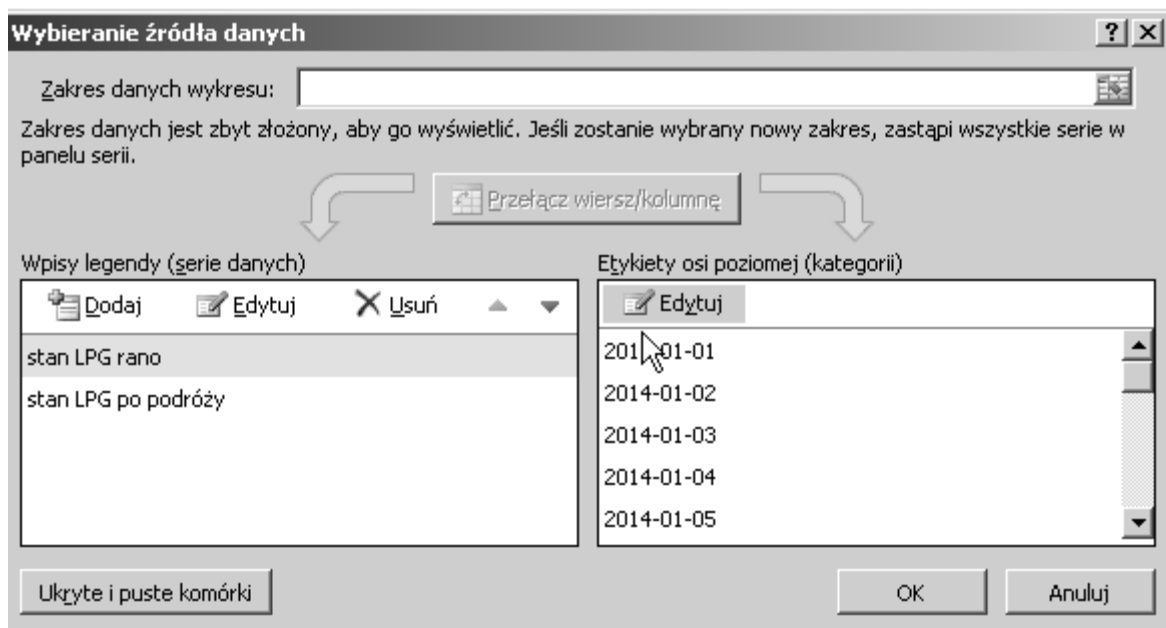 Wybieranie źródła danych
Zakres danych wykresu:
Zakres danych jest zbyt złożony, aby go wyświetlić. Jeśli zostanie wybrany nowy zakres, zastąpi wszystkie serie w
panelu serii.
Przełącz wiersz/kolumnę
Wpisy legendy (serie danych)
Dodaj Edytuj Usuń
stan LPG rano
stan LPG po podróży
Etykiety osi poziomej (kategorii)
Edytuj
01-01
2014-01-02
2014-01-03
2014-01-04
2014-01-05
Ukryte i puste komórki
OK Anuluj